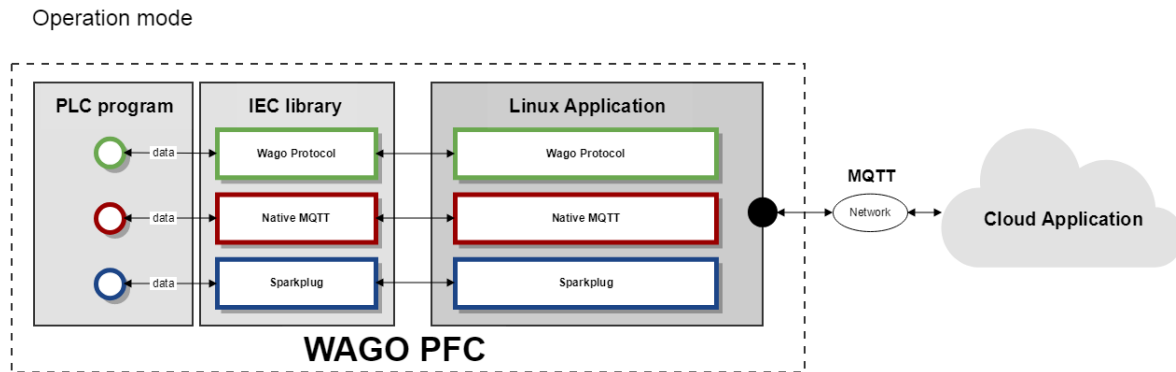 Operation mode
PLC program
IEC library
Linux Application
data
Wago Protocol
Wago Protocol
MQTT
data
Native MQTT
Native MQTT
Network
Cloud Application
data
Sparkplug
Sparkplug
WAGO PFC